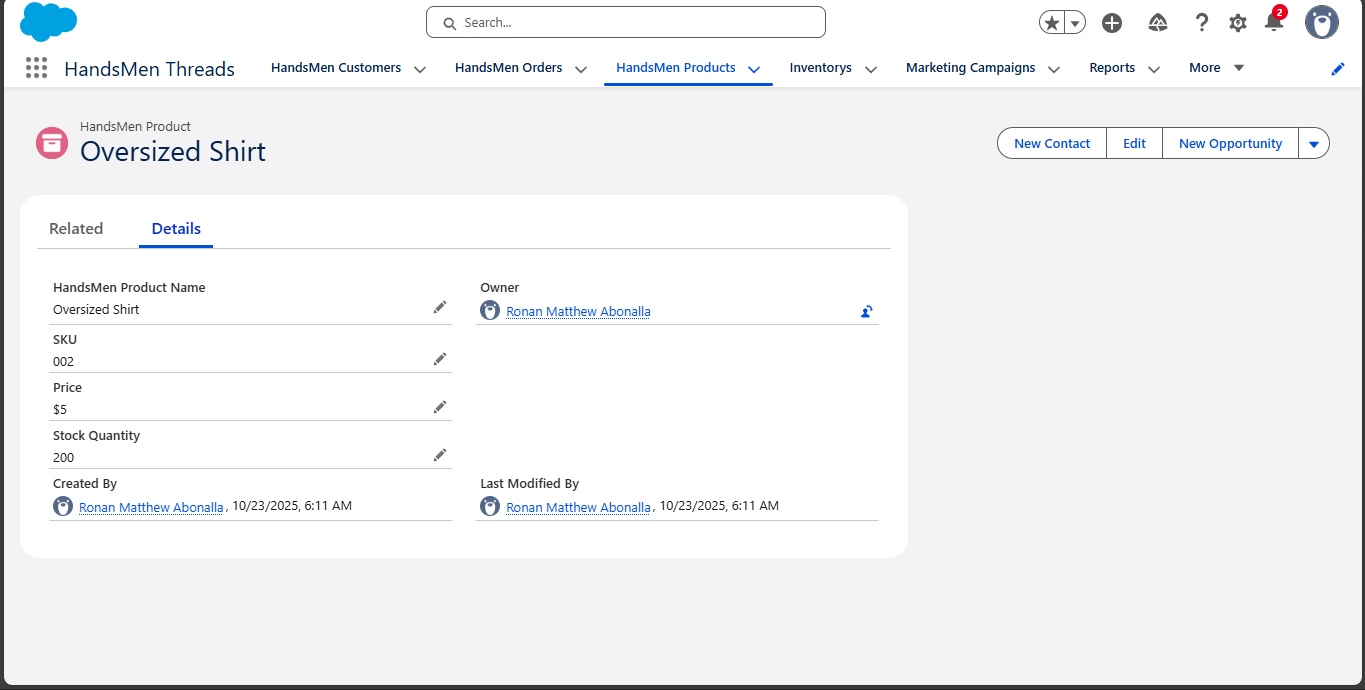 Search...
2
HandsMen Threads
HandsMen Customers
HandsMen Orders
HandsMen Products
Inventorys
Marketing Campaigns
Reports
More
HandsMen Product
Oversized Shirt
New Contact
Edit
New Opportunity
Related
Details
HandsMen Product Name
Oversized Shirt
Owner
Ronan Matthew Abonalla
SKU
002
Price
$5
Stock Quantity
200
Created By
Ronan Matthew Abonalla, 10/23/2025, 6:11 AM
Last Modified By
Ronan Matthew Abonalla, 10/23/2025, 6:11 AM